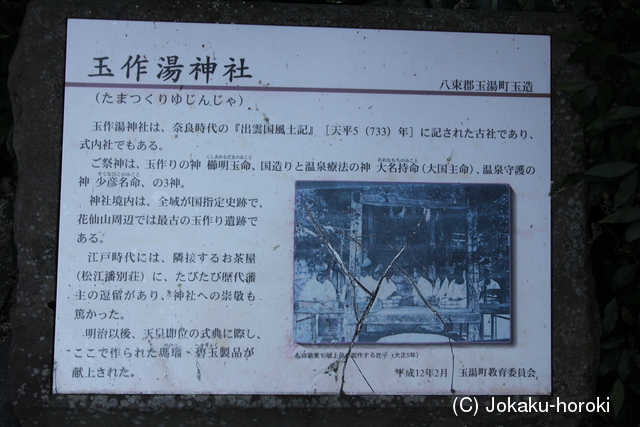 玉作湯神社
八束郡玉湯町玉造
（たまつくりゆじんじゃ）
玉作湯神社は、奈良時代の『出雲国風土記』［天平5（733）年］に記された古社であり、
式内社でもある。
ご祭神は、玉作りの神 櫛明玉命、国造りと温泉療法の神 大名持命（大国主命）、温泉守護の
神 少彦名命、の3神。
神社境内は、全域が国指定史跡で、
花仙山周辺では最古の玉作り遺跡で
ある。
江戸時代には、隣接するお茶屋
（松江藩別荘）に、たびたび歴代藩
主の逗留があり、神社への崇敬も
篤かった。
明治以後、天皇即位の式典に際し、
ここで作られた瑪瑙・碧玉製品が
献上された。
平成12年2月 玉湯町教育委員会
(C) Jokaku-horoki